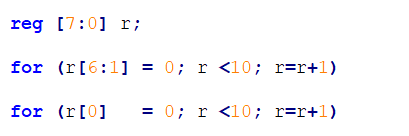 reg [7:0] r;
for (r[6:1] = 0; r <10; r=r+1)
for (r[0]   = 0; r <10; r=r+1)